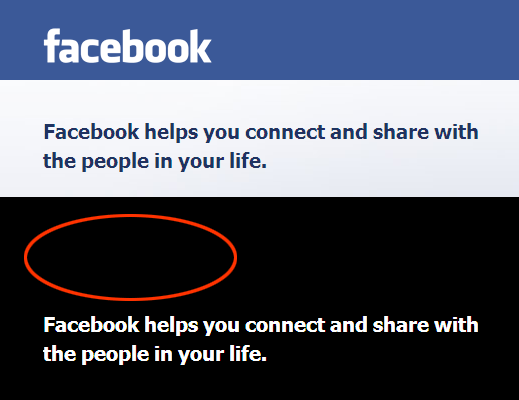 facebook
Facebook helps you connect and share with
the people in your life.
Facebook helps you connect and share with
the people in your life.